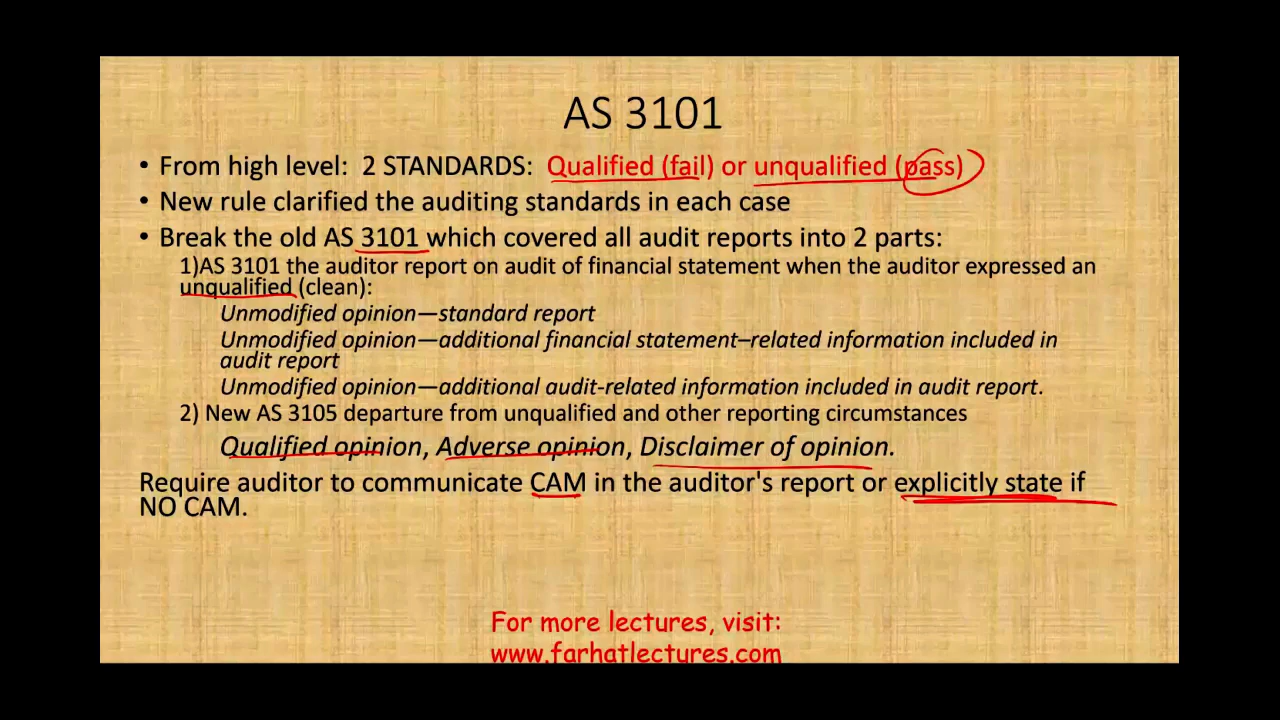 AS 3101
• From high level: 2 STANDARDS: Qualified (fail) or unqualified (pass)
• New rule clarified the auditing standards in each case
• Break the old AS 3101 which covered all audit reports into 2 parts:
1)AS 3101 the auditor report on audit of financial statement when the auditor expressed an
unqualified (clean):
Unmodified opinion—standard report
Unmodified opinion—additional financial statement–related information included in
audit report
Unmodified opinion—additional audit-related information included in audit report.
2) New AS 3105 departure from unqualified and other reporting circumstances
Qualified opinion, Adverse opinion, Disclaimer of opinion.
Require auditor to communicate CAM in the auditor's report or explicitly state if
NO CAM.
For more lectures, visit:
www.farhatlectures.com